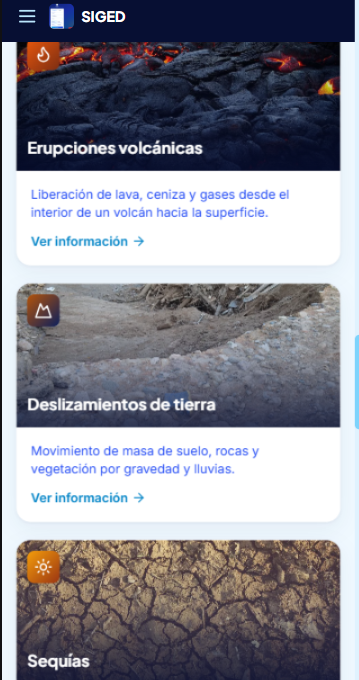 SIGED
Erupciones volcánicas
Liberación de lava, ceniza y gases desde el
interior de un volcán hacia la superficie.
Ver información →
Deslizamientos de tierra
Movimiento de masa de suelo, rocas y
vegetación por gravedad y lluvias.
Ver información →
Sequías